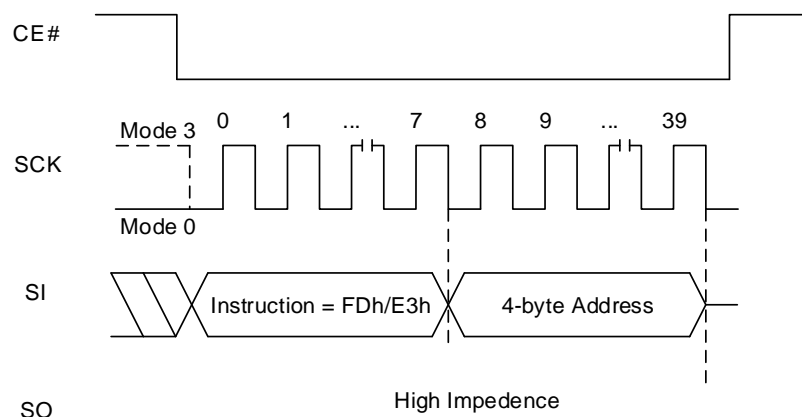 CE#
0 1 ... 7 8 9 ... 39
Mode 3
SCK
Mode 0
SI
Instruction = FDh/E3h
4-byte Address
High Impedence
SO